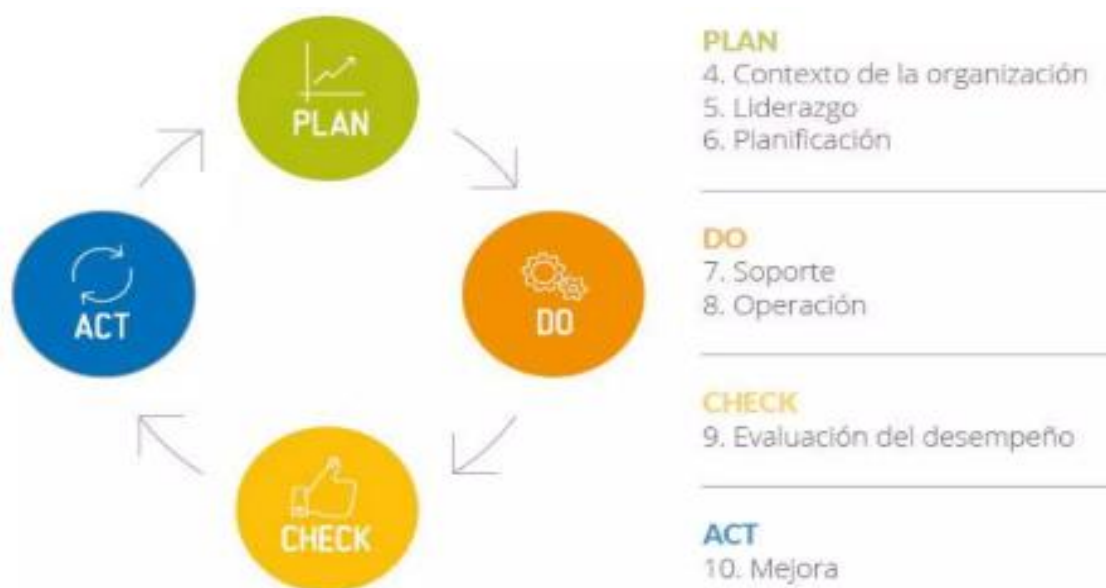 PLAN
DO
CHECK
ACT
PLAN
4. Contexto de la organización
5. Liderazgo
6. Planificación
DO
7. Soporte
8. Operación
CHECK
9. Evaluación del desempeño
ACT
10. Mejora